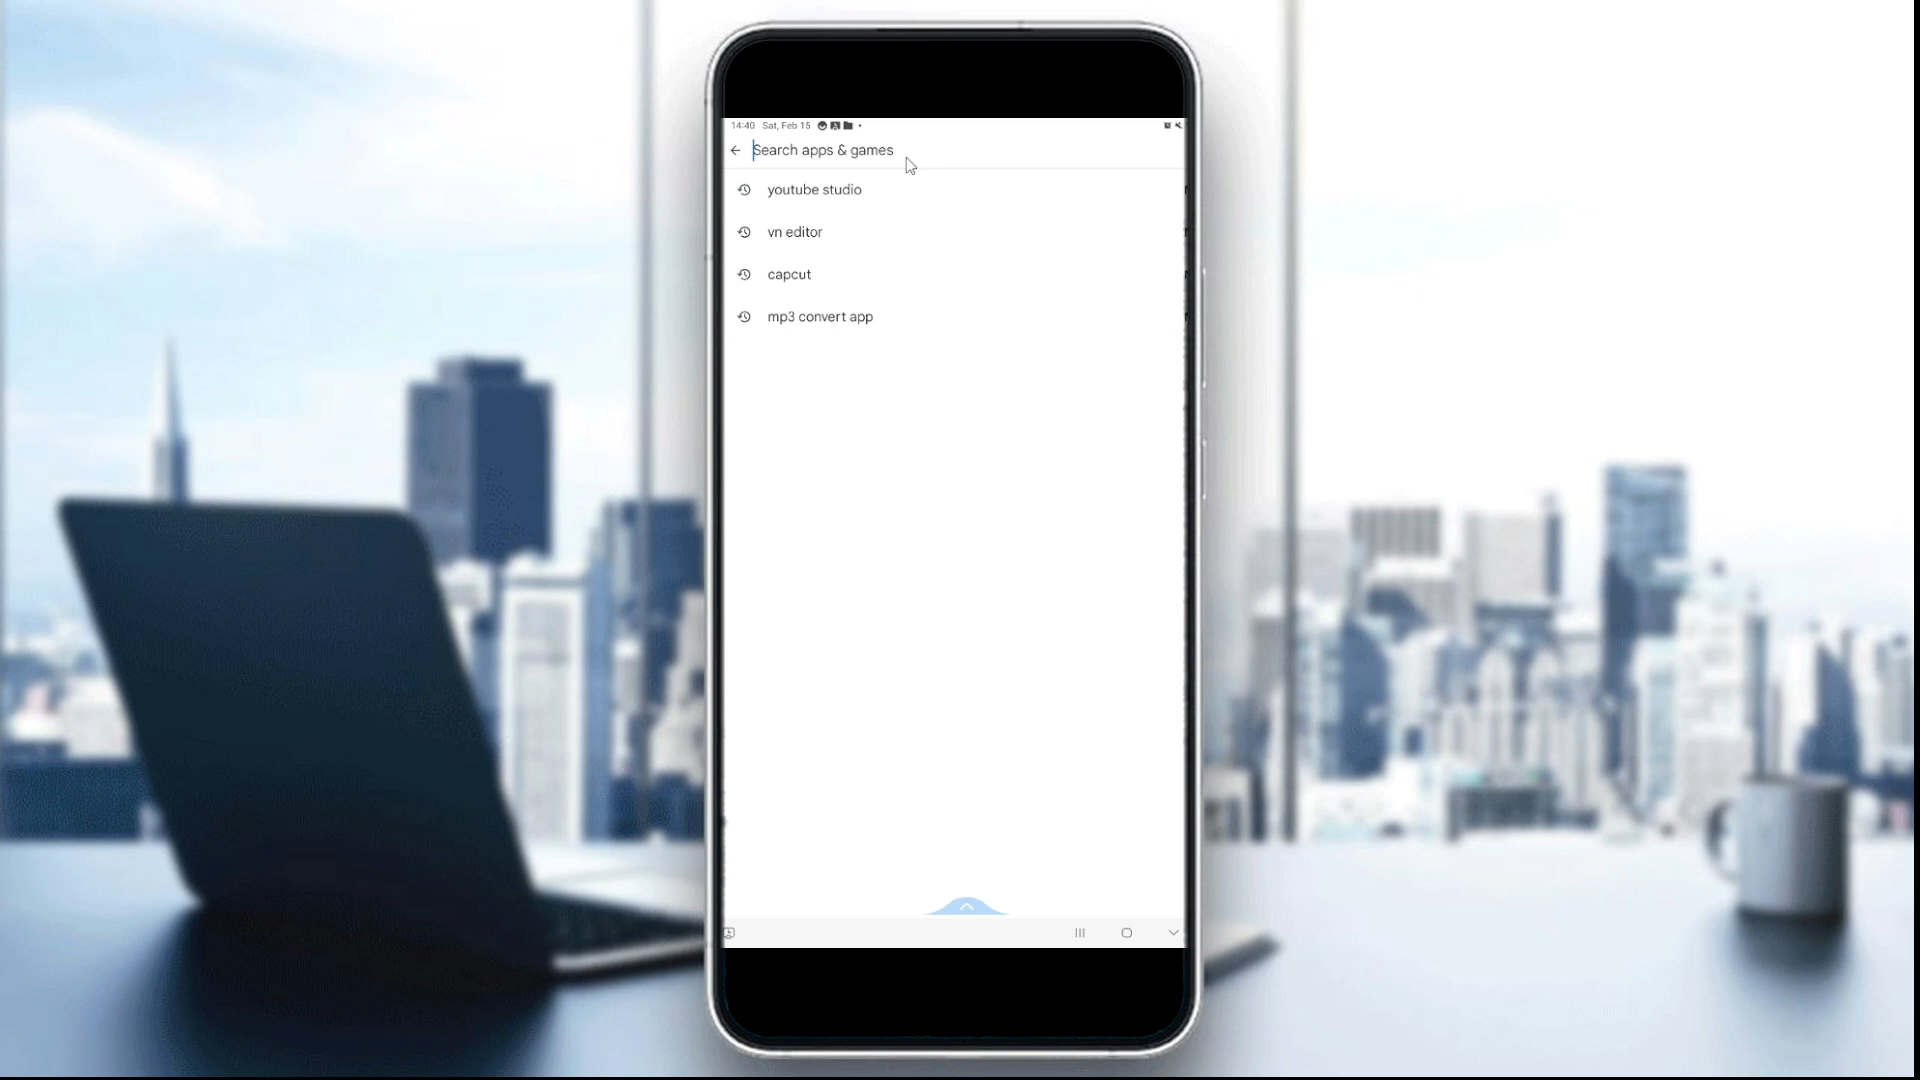 14:40 Sat, Feb 15
Search apps & games
youtube studio
vn editor
capcut
mp3 convert app